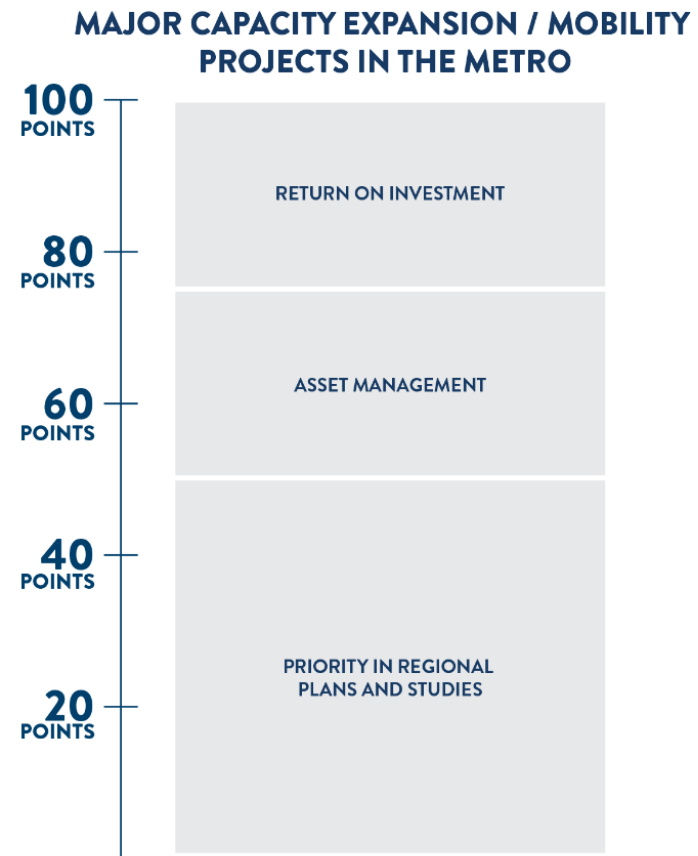 MAJOR CAPACITY EXPANSION / MOBILITY
PROJECTS IN THE METRO
100
POINTS
RETURN ON INVESTMENT
80
POINTS
ASSET MANAGEMENT
60
POINTS
40
POINTS
PRIORITY IN REGIONAL
PLANS AND STUDIES
20
POINTS